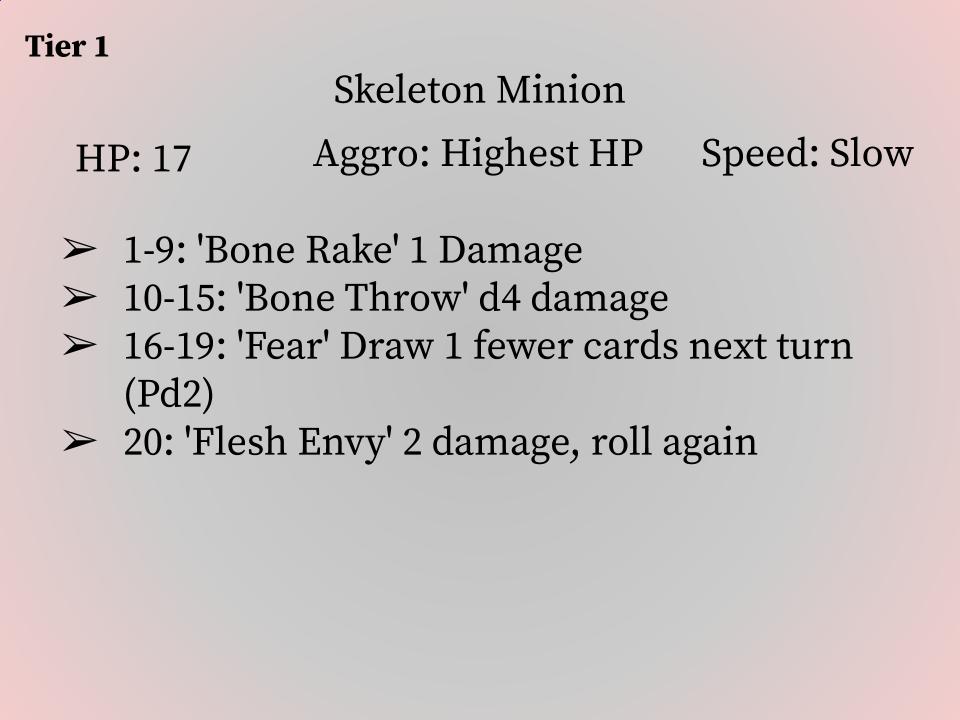 Tier 1
Skeleton Minion
HP: 17
Aggro: Highest HP
Speed: Slow
➢ 1-9: 'Bone Rake' 1 Damage
➢ 10-15: 'Bone Throw' d4 damage
➢ 16-19: 'Fear' Draw 1 fewer cards next turn
(Pd2)
➢ 20: 'Flesh Envy' 2 damage, roll again